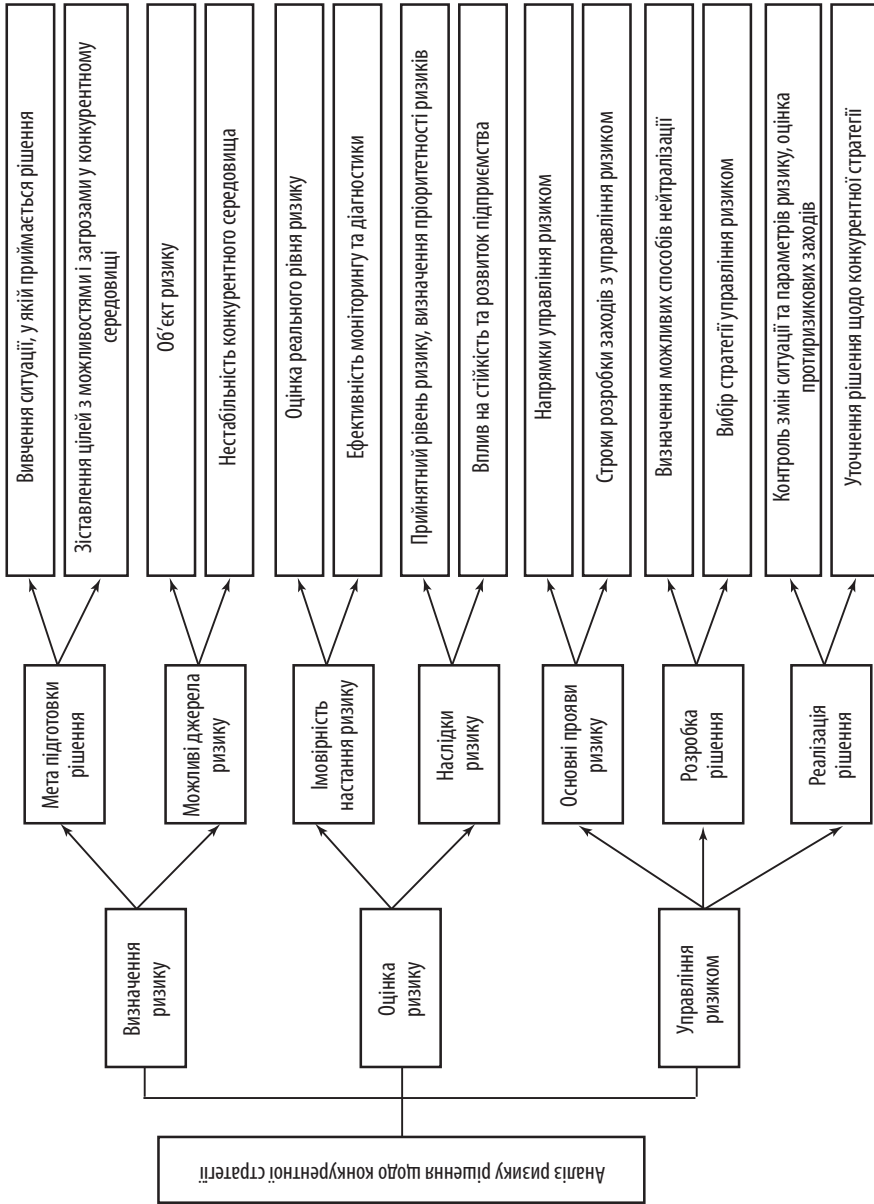 Аналіз ризику рішення щодо конкурентної стратегії
Визначення
ризику
Оцінка
ризику
Управління
ризиком
Мета підготовки
рішення
Можливі джерела
ризику
Імовірність
настання ризику
Наслідки
ризику
Основні прояви
ризику
Розробка
рішення
Реалізація
рішення
Вивчення ситуації, у якій приймається рішення
Зіставлення цілей з можливостями і загрозами у конкурентному
середовищі
Об’єкт ризику
Нестабільність конкурентного середовища
Оцінка реального рівня ризику
Ефективність моніторингу та діагностики
Прийнятний рівень ризику, визначення пріоритетності ризиків
Вплив на стійкість та розвиток підприємства
Напрямки управління ризиком
Строки розробки заходів з управління ризиком
Визначення можливих способів нейтралізації
Вибір стратегії управління ризиком
Контроль змін ситуації та параметрів ризику, оцінка
протиризикових заходів
Уточнення рішення щодо конкурентної стратегії